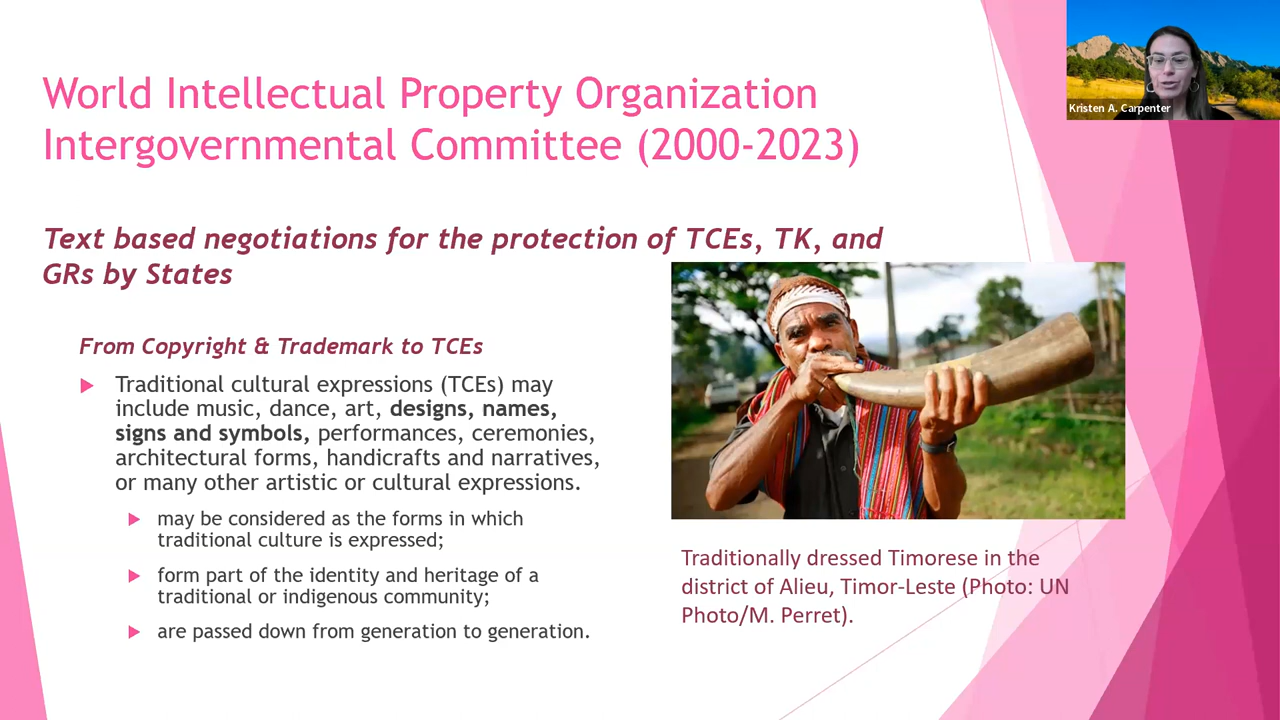 World Intellectual Property Organization
Intergovernmental Committee (2000-2023)
Kristen A. Carpenter
Text based negotiations for the protection of TCEs, TK, and
GRs by States
From Copyright & Trademark to TCEs
Traditional cultural expressions (TCEs) may
include music, dance, art, designs, names,
signs and symbols, performances, ceremonies,
architectural forms, handicrafts and narratives,
or many other artistic or cultural expressions.
may be considered as the forms in which
traditional culture is expressed;
form part of the identity and heritage of a
traditional or indigenous community;
are passed down from generation to generation.
Traditionally dressed Timorese in the
district of Alieu, Timor-Leste (Photo: UN
Photo/M. Perret).